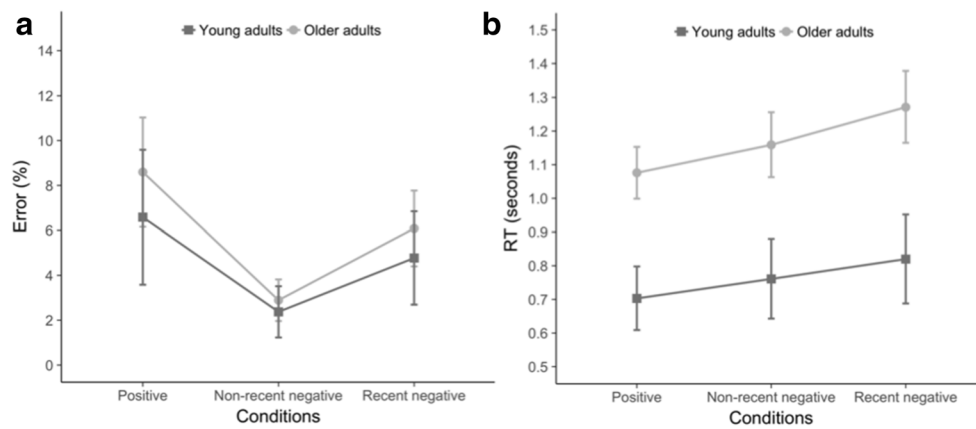 a
Young adults Older adults
14
12
10
8
6
4
2
0
Error (%)
Positive Non-recent negative Recent negative
Conditions
b
Young adults Older adults
1.5
1.4
1.3
1.2
1.1
1.0
0.9
0.8
0.7
0.6
0.5
RT (seconds)
Positive Non-recent negative Recent negative
Conditions